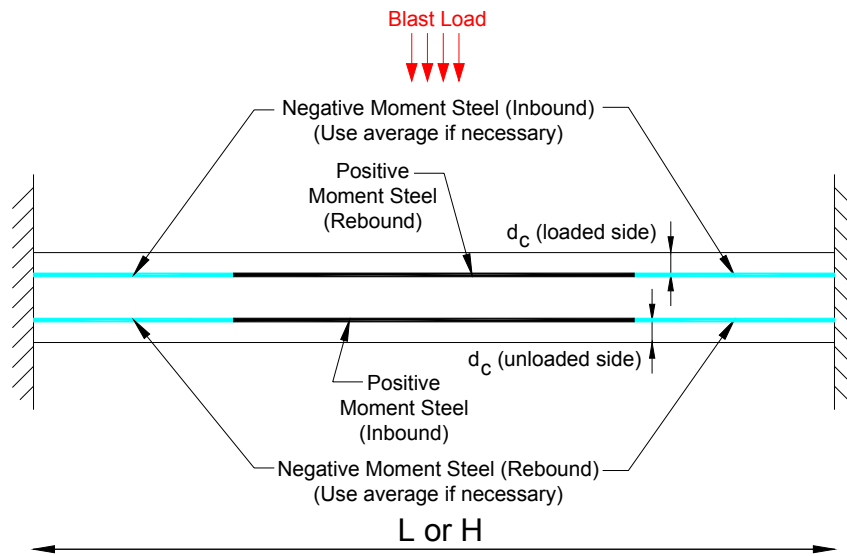 Blast Load
Negative Moment Steel (Inbound)
(Use average if necessary)
Positive
Moment Steel
(Rebound)
dc (loaded side)
dc (unloaded side)
Positive
Moment Steel
(Inbound)
Negative Moment Steel (Rebound)
(Use average if necessary)
L or H